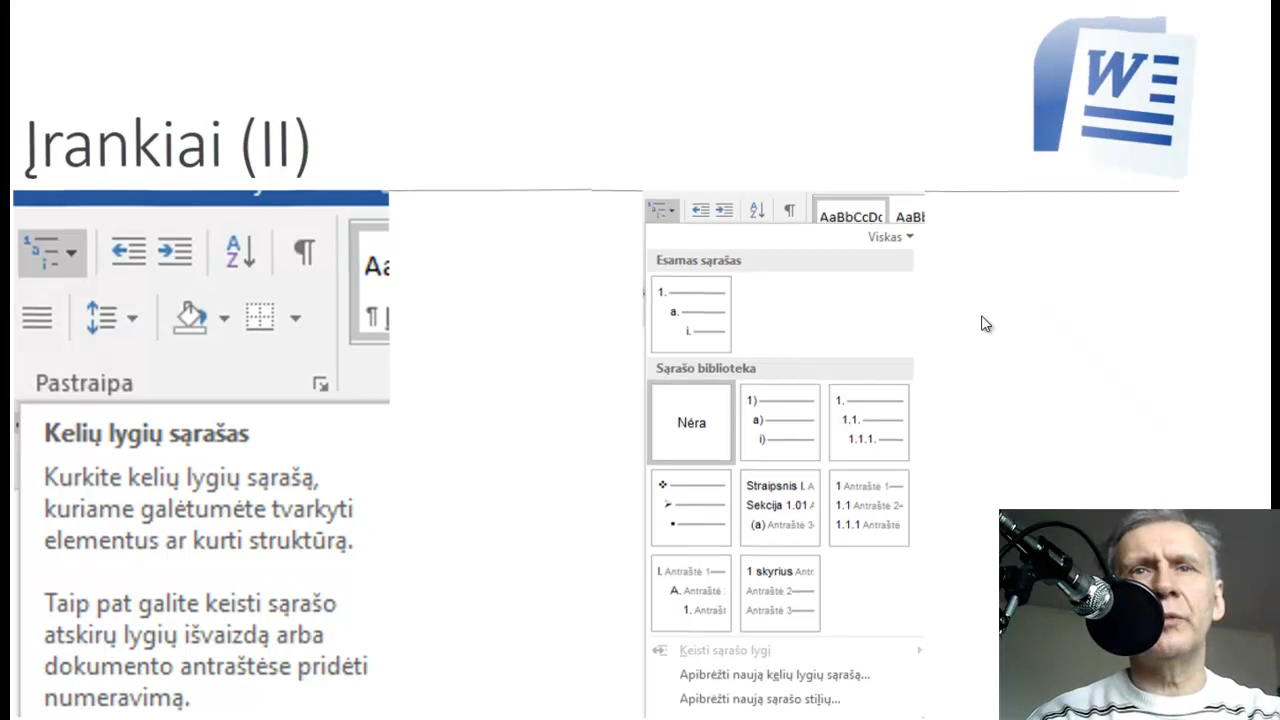 W
Įrankiai (II)
Aa
¶
Pastraipa
Kelių lygių sąrašas
Kurkite kelių lygių sąrašą,
kuriame galėtumėte tvarkyti
elementus ar kurti struktūrą.
Taip pat galite keisti sąrašo
atskirų lygių išvaizdą arba
dokumento antraštėse pridėti
numeravimą.
AaBbCcDc AaBb
Viskas
Esamas sąrašas
1.
a.
i.
Sąrašo biblioteka
Nėra
1)
a)
i)
1.
1.1.
1.1.1.
Straipsnis I. A
Sekcija 1.01 A
(a) Antraštė 3
1 Antraštė 1
1.1 Antraštė 2
1.1.1 Antraštė
I. Antraštė 1
A. Antraštė
1. Antrašt
1 skyrius Antr.
Antraštė 2
Antraštė 3
Keisti sąrašo lygį
Apibrėžti naują kelių lygių sąrašą...
Apibrėžti naują sąrašo stilių...